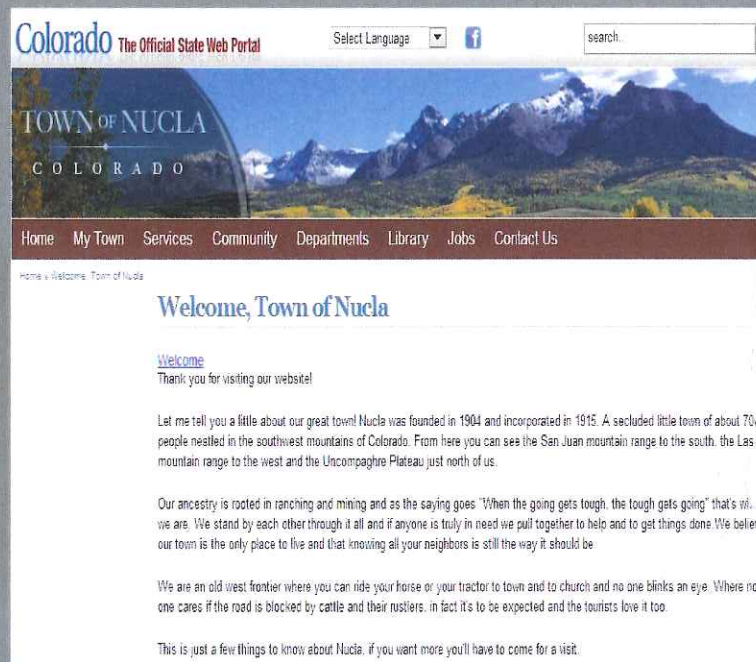 Colorado The Official State Web Portal
Select Language
f
search.
TOWN OF NUCLA
COLORADO
Home My Town Services Community Departments Library Jobs Contact Us
Home » Welcome, Town of Nucla
Welcome, Town of Nucla
Welcome
Thank you for visiting our website!
Let me tell you a little about our great town! Nucla was founded in 1904 and incorporated in 1915. A secluded little town of about
people nestled in the southwest mountains of Colorado. From here you can see the San Juan mountain range to the south, the Las
mountain range to the west and the Uncompaghre Plateau just north of us.
Our ancestry is rooted in ranching and mining and as the saying goes "When the going gets tough, the tough gets going" that's
we are. We stand by each other through it all and if anyone is truly in need we pull together to help and to get things done. We
our town is the only place to live and that knowing all your neighbors is still the way it should be.
We are an old west frontier where you can ride your horse or your tractor to town and to church and no one blinks an eye. Where no
one cares if the road is blocked by cattle and their rustlers, in fact it's to be expected and the tourists love it too.
This is just a few things to know about Nucla, if you want more you'll have to come for a visit.